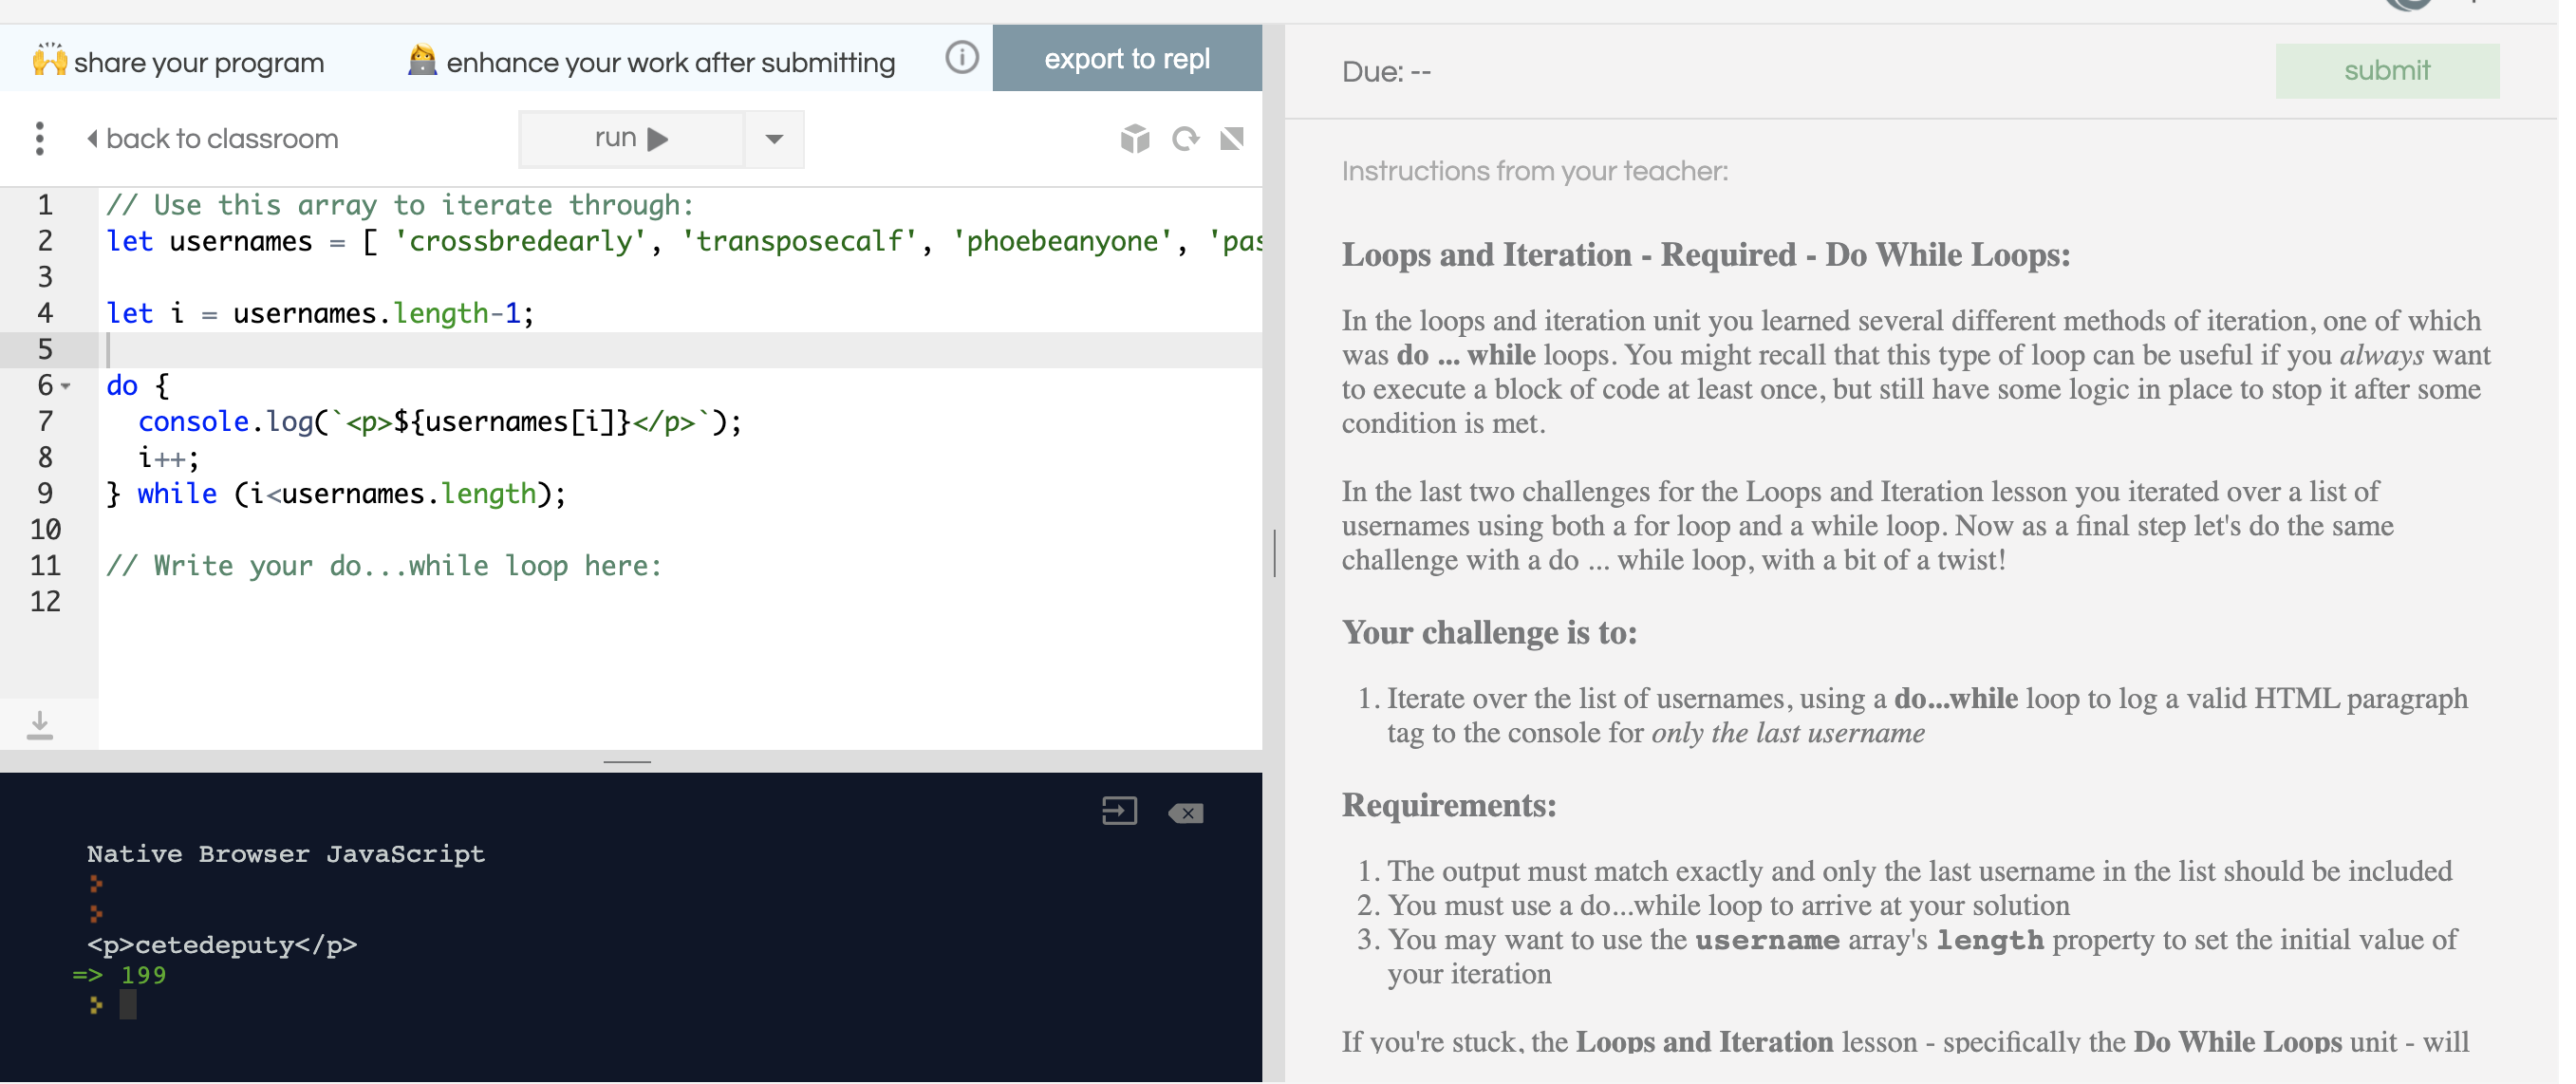 share your program
enhance your work after submitting
export to repl
back to classroom
run
1 // Use this array to iterate through:
2 let usernames = [ 'crossbredearly', 'transposecalf', 'phoebeanyone', 'pas
3
4 let i = usernames.length-1;
5
6 do {
7 console.log(`<p>${usernames[i]}</p>`);
8 i++;
9 } while (i<usernames.length);
10
11 // Write your do...while loop here:
12
Native Browser JavaScript
<p>cetedeputy</p>
=> 199
Due: --
submit
Instructions from your teacher:
Loops and Iteration - Required - Do While Loops:
In the loops and iteration unit you learned several different methods of iteration, one of which
was do ... while loops. You might recall that this type of loop can be useful if you always want
to execute a block of code at least once, but still have some logic in place to stop it after some
condition is met.
In the last two challenges for the Loops and Iteration lesson you iterated over a list of
usernames using both a for loop and a while loop. Now as a final step let's do the same
challenge with a do ... while loop, with a bit of a twist!
Your challenge is to:
1. Iterate over the list of usernames, using a do...while loop to log a valid HTML paragraph
tag to the console for only the last username
Requirements:
1. The output must match exactly and only the last username in the list should be included
2. You must use a do...while loop to arrive at your solution
3. You may want to use the username array's length property to set the initial value of
your iteration
If you're stuck, the Loops and Iteration lesson - specifically the Do While Loops unit - will